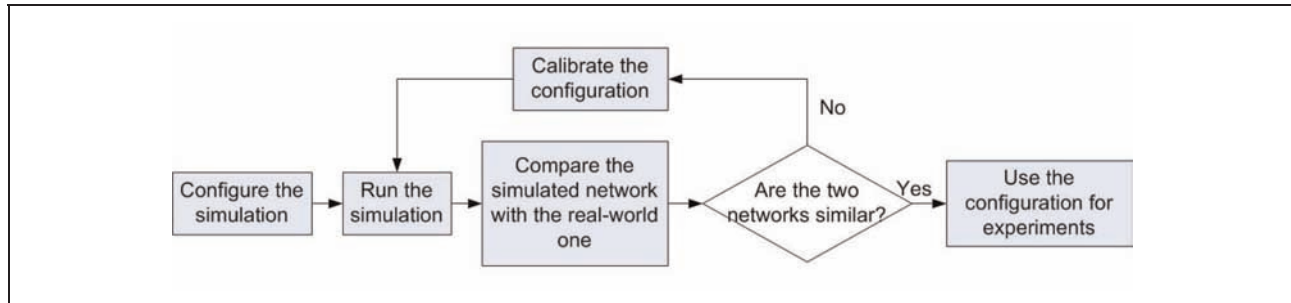 Calibrate the
configuration
No
Configure the
simulation
Run the
simulation
Compare the
simulated network
with the real-world
one
Are the two
networks similar?
Yes
Use the
configuration for
experiments